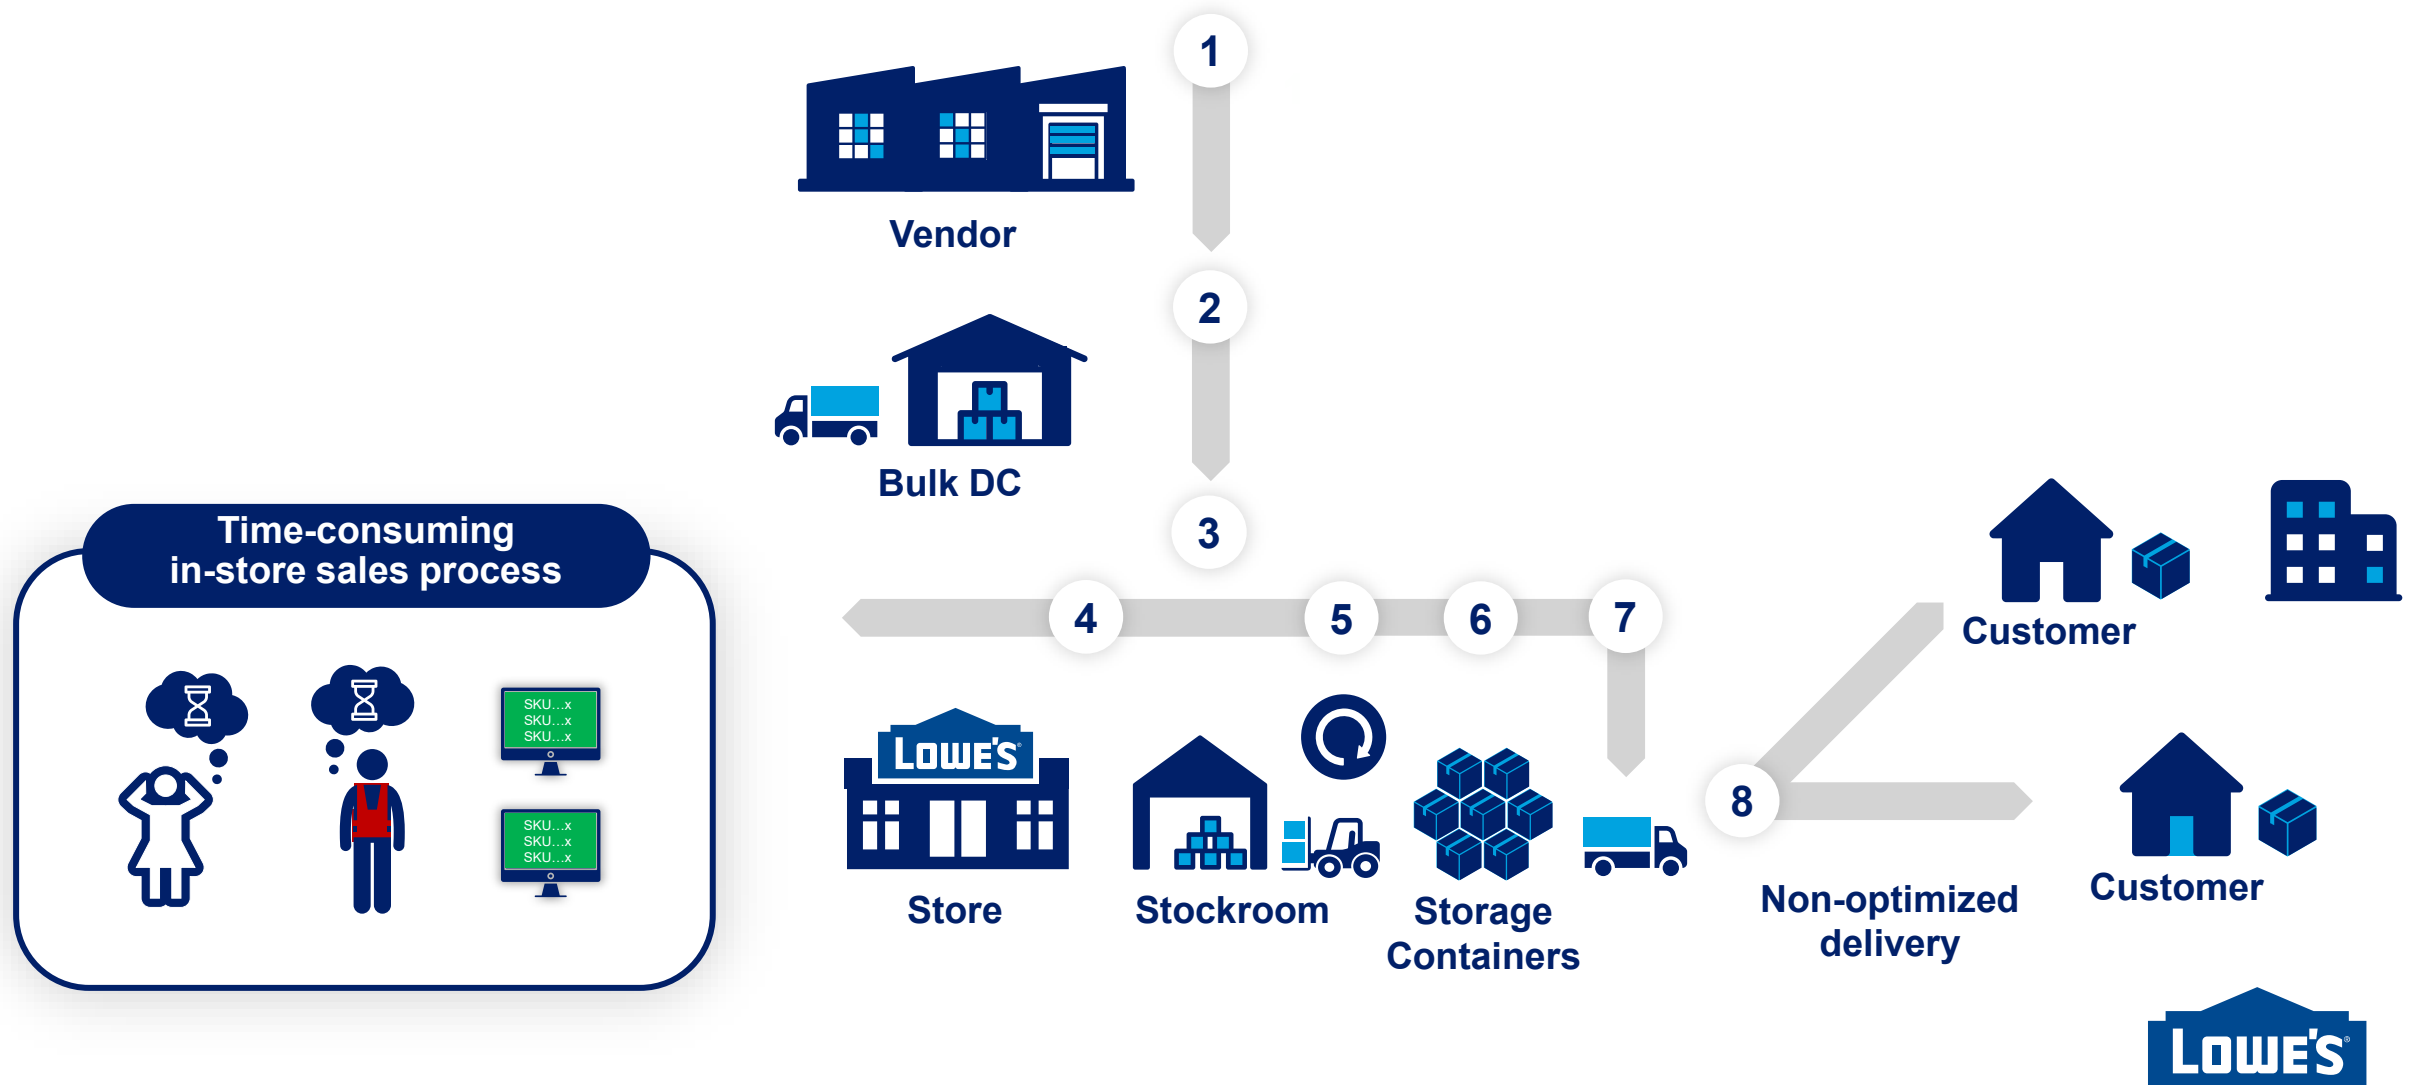 1
Vendor
2
Bulk DC
3
Time-consuming
in-store sales process
SKU...x
SKU...x
SKU...x
SKU...x
SKU...x
SKU...x
4
5
6
7
LOWE'S
Store
Stockroom
Storage
Containers
8
Non-optimized
delivery
Customer
Customer
LOWE'S®